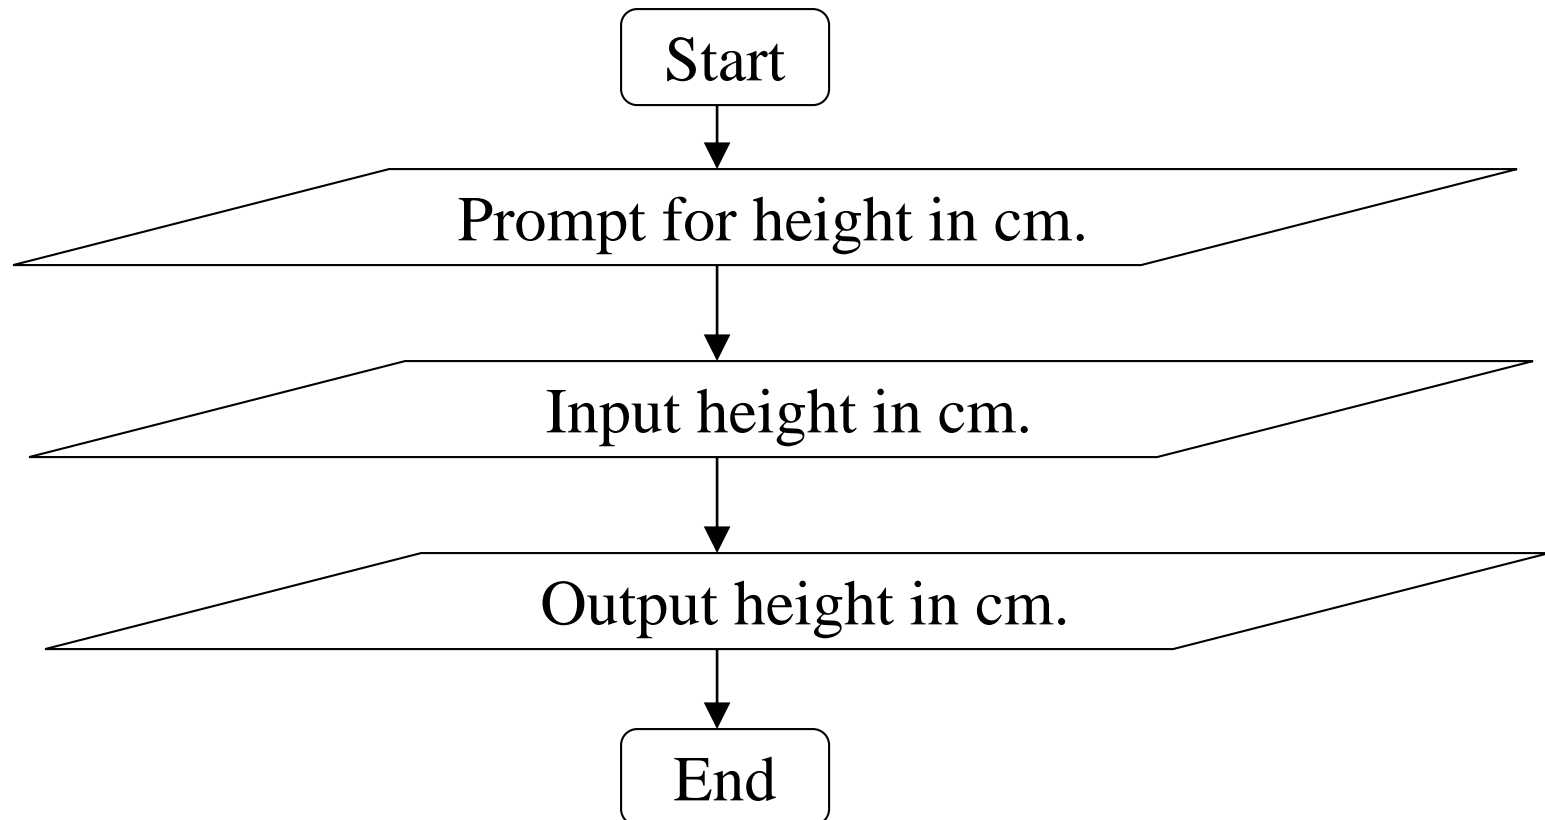 Start
Prompt for height in cm.
Input height in cm.
Output height in cm.
End